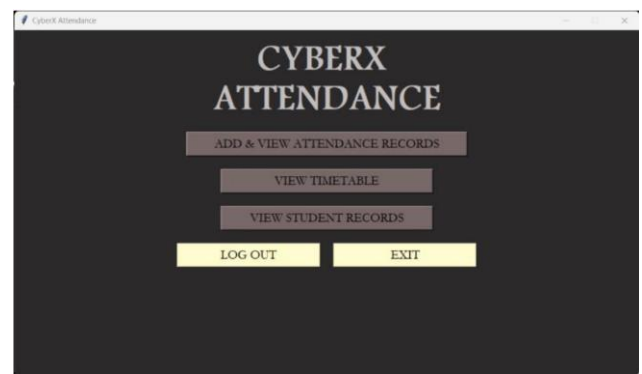 CyberX Attendance
CYBERX
ATTENDANCE
ADD & VIEW ATTENDANCE RECORDS
VIEW TIMETABLE
VIEW STUDENT RECORDS
LOG OUT EXIT